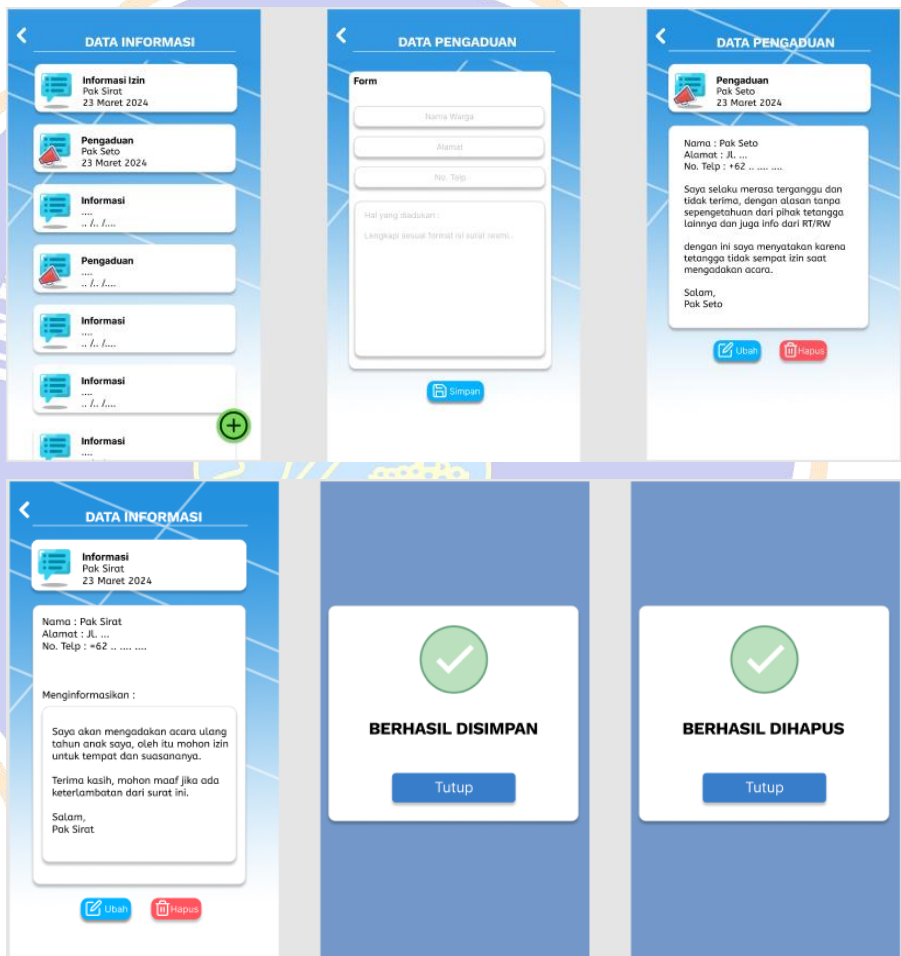 DATA INFORMASI
Informasi Izin
Pak Sirat
23 Maret 2024
Pengaduan
Pak Seto
23 Maret 2024
Informasi
....
.. /.. /....
Pengaduan
....
.. /.. /....
Informasi
....
.. /.. /....
Informasi
....
.. /.. /....
Informasi
....
DATA PENGADUAN
Form
Nama Warga
Alamat
No. Telp
Hal yang diadukan :
Lengkapi sesuai format isi surat resmi..
Simpan
DATA PENGADUAN
Pengaduan
Pak Seto
23 Maret 2024
Nama : Pak Seto
Alamat : JL. ...
No. Telp : +62 .. .... ....
Saya selaku merasa terganggu dan
tidak terima, dengan alasan tanpa
sepengetahuan dari pihak tetangga
lainnya dan juga info dari RT/RW
dengan ini saya menyatakan karena
tetangga tidak sempat izin saat
mengadakan acara.
Salam,
Pak Seto
Ubah
Hapus
DATA INFORMASI
Informasi
Pak Sirat
23 Maret 2024
Nama : Pak Sirat
Alamat : JL. ...
No. Telp : =62 .. .... ....
Menginformasikan :
Saya akan mengadakan acara ulang
tahun anak saya, oleh itu mohon izin
untuk tempat dan suasananya.
Terima kasih, mohon maaf jika ada
keterlambatan dari surat ini.
Salam,
Pak Sirat
Ubah
Hapus
BERHASIL DISIMPAN
Tutup
BERHASIL DIHAPUS
Tutup